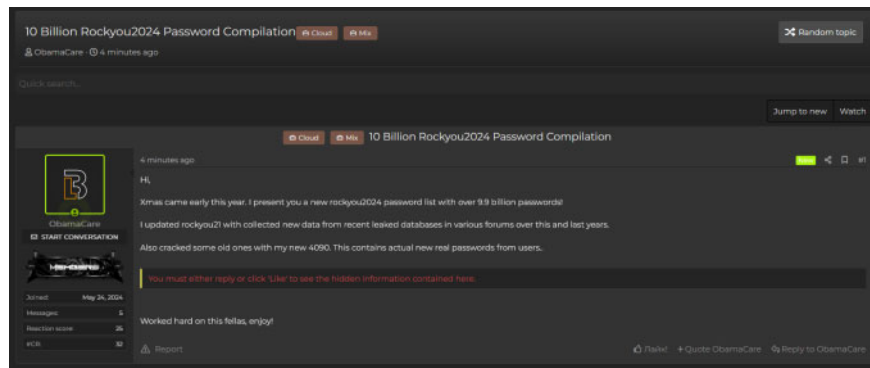 10 Billion Rockyou2024 Password Compilation Cloud Mix
ObamaCare · 4 minutes ago
Random topic
Quick search...
Jump to new Watch
Cloud Mix 10 Billion Rockyou2024 Password Compilation
4 minutes ago
New #1
Hi,
Xmas came early this year. I present you a new rockyou2024 password list with over 9.9 billion passwords!
I updated rockyou21 with collected new data from recent leaked databases in various forums over this and last years.
Also cracked some old ones with my new 4090. This contains actual new real passwords from users.
You must either reply or click 'Like' to see the hidden information contained here.
Worked hard on this fellas, enjoy!
ObamaCare
START CONVERSATION
MEMBERS
Joined May 24, 2024
Messages 5
Reaction score 26
Report
Лайк! +Quote ObamaCare Reply to ObamaCare